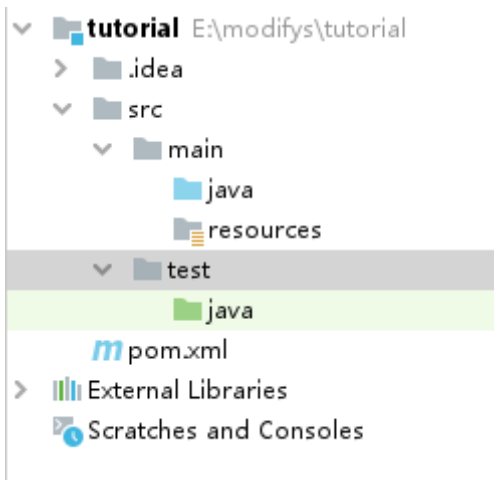 tutorial E:\modifys\tutorial
.idea
src
main
java
resources
test
java
m pom.xml
External Libraries
Scratches and Consoles